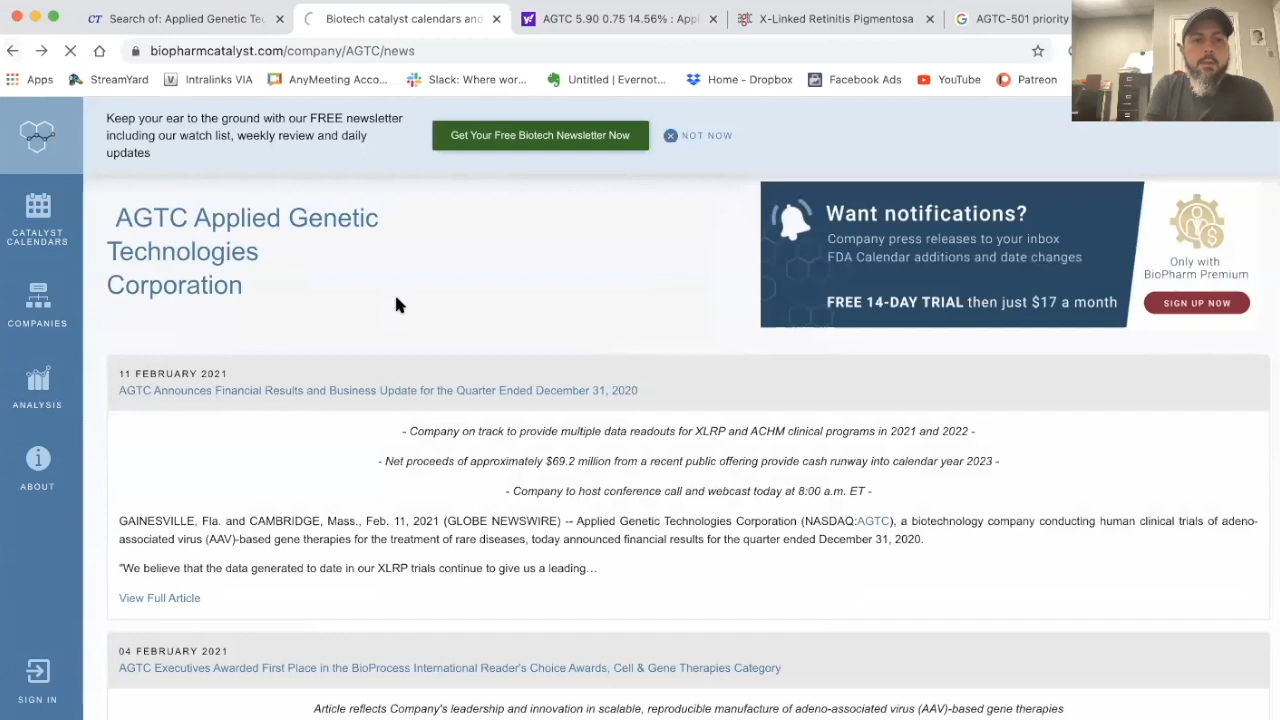 Search of: Applied Genetic Te
Biotech catalyst calendars and
AGTC 5.90 0.75 14.56% : Appl
X-Linked Retinitis Pigmentosa
AGTC-501 priority
biopharmcatalyst.com/company/AGTC/news
Apps
StreamYard
Intralinks VIA
AnyMeeting Acco...
Slack: Where wor...
Untitled | Evernot...
Home - Dropbox
Facebook Ads
YouTube
Patreon
Keep your ear to the ground with our FREE newsletter
including our watch list, weekly review and daily
updates
Get Your Free Biotech Newsletter Now
NOT NOW
CATALYST
CALENDARS
COMPANIES
ANALYSIS
ABOUT
SIGN IN
AGTC Applied Genetic
Technologies
Corporation
Want notifications?
Company press releases to your inbox
FDA Calendar additions and date changes
FREE 14-DAY TRIAL then just $17 a month
Only with
BioPharm Premium
SIGN UP NOW
11 FEBRUARY 2021
AGTC Announces Financial Results and Business Update for the Quarter Ended December 31, 2020
- Company on track to provide multiple data readouts for XLRP and ACHM clinical programs in 2021 and 2022 -
- Net proceeds of approximately $69.2 million from a recent public offering provide cash runway into calendar year 2023 -
- Company to host conference call and webcast today at 8:00 a.m. ET -
GAINESVILLE, Fla. and CAMBRIDGE, Mass., Feb. 11, 2021 (GLOBE NEWSWIRE) -- Applied Genetic Technologies Corporation (NASDAQ:AGTC), a biotechnology company conducting human clinical trials of adeno-
associated virus (AAV)-based gene therapies for the treatment of rare diseases, today announced financial results for the quarter ended December 31, 2020.
"We believe that the data generated to date in our XLRP trials continue to give us a leading…
View Full Article
04 FEBRUARY 2021
AGTC Executives Awarded First Place in the BioProcess International Reader's Choice Awards, Cell & Gene Therapies Category
Article reflects Company's leadership and innovation in scalable, reproducible manufacture of adeno-associated virus (AAV)-based gene therapies